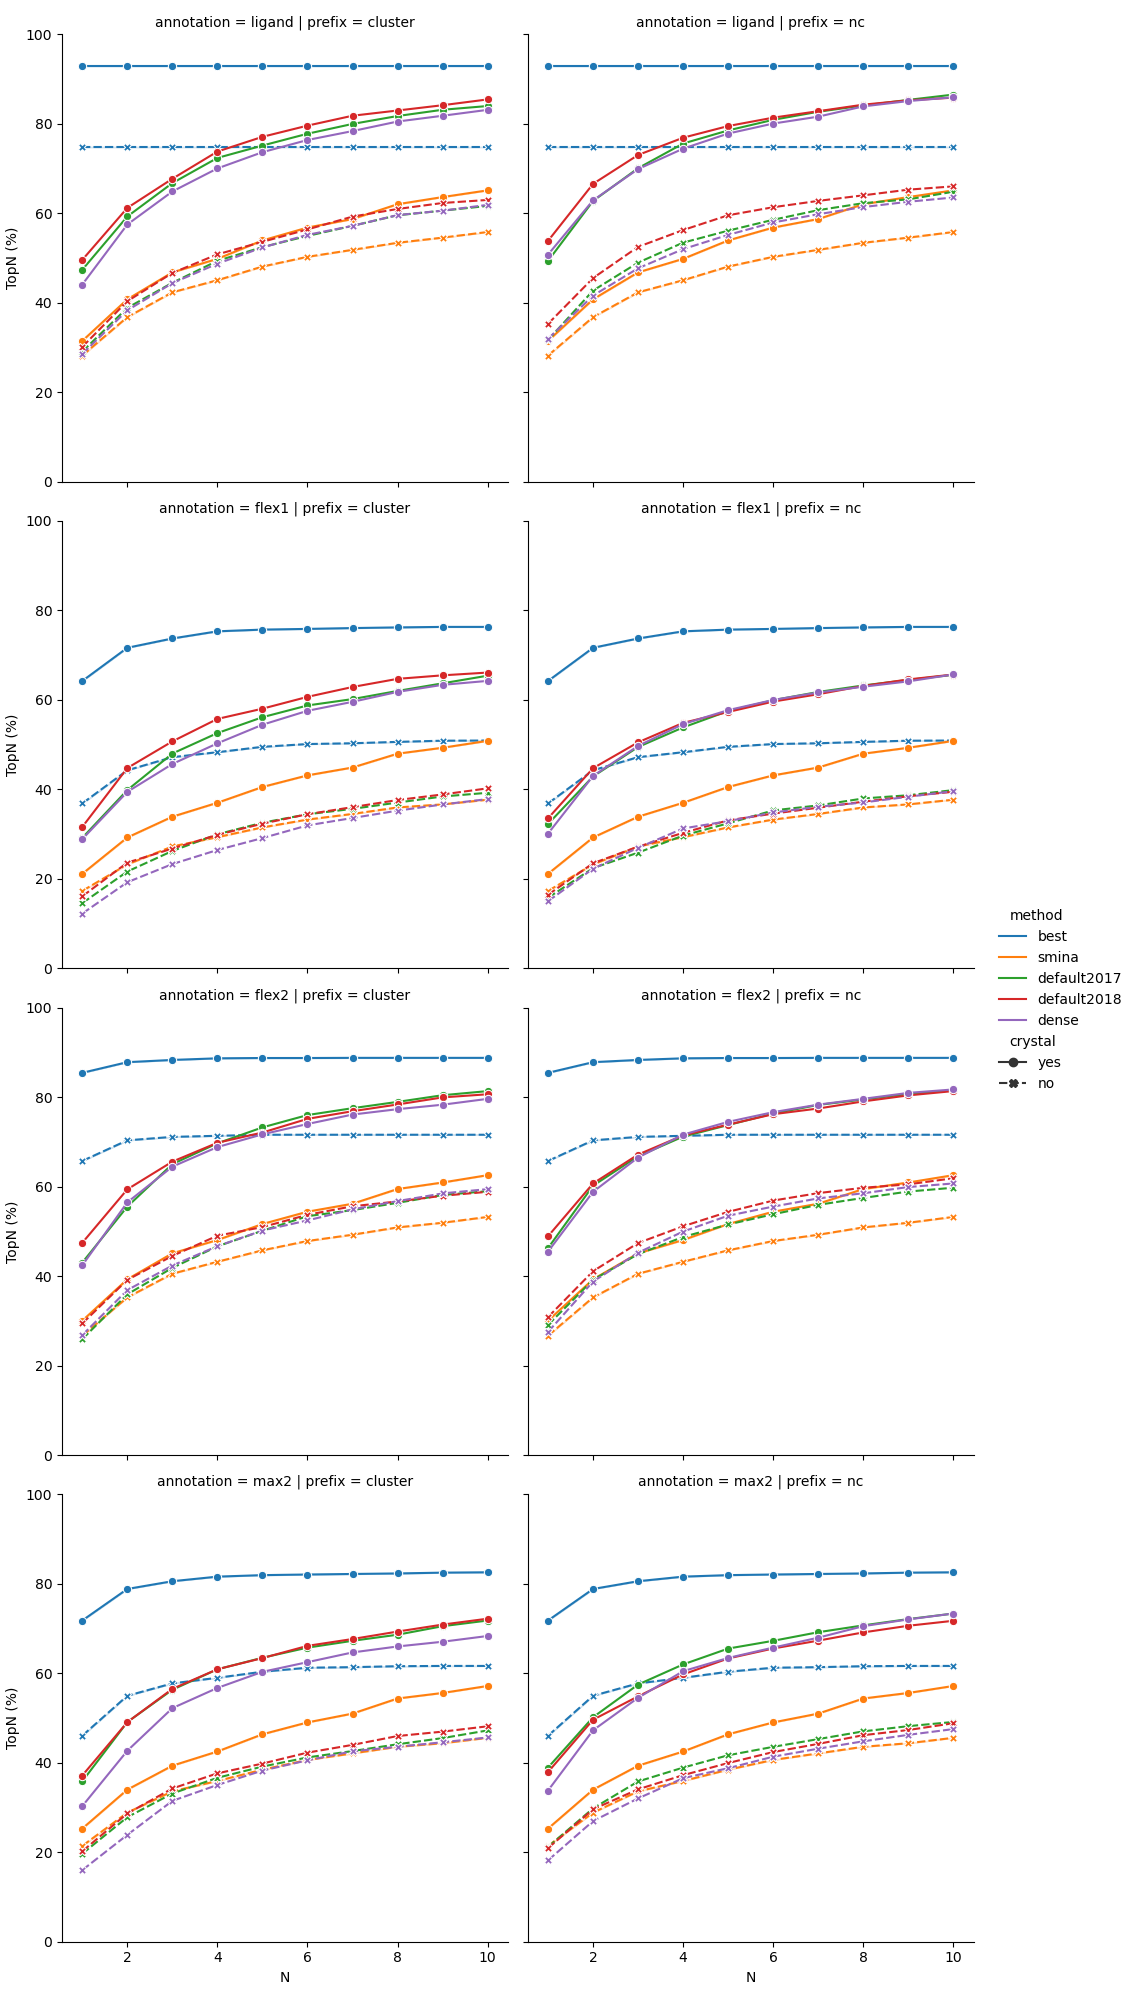 annotation = ligand | prefix = cluster
annotation = ligand | prefix = nc
100
80
60
40
20
0
TopN (%)
annotation = flex1 | prefix = cluster
annotation = flex1 | prefix = nc
100
80
60
40
20
0
TopN (%)
method
best
smina
default2017
default2018
dense
crystal
yes
no
annotation = flex2 | prefix = cluster
annotation = flex2 | prefix = nc
100
80
60
40
20
0
TopN (%)
annotation = max2 | prefix = cluster
annotation = max2 | prefix = nc
100
80
60
40
20
0
TopN (%)
2 4 6 8 10
N
2 4 6 8 10
N